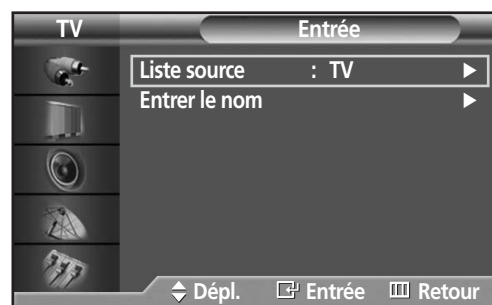 TV Entrée
Liste source : TV ►
Entrer le nom ►
Dépl. Entrée Retour